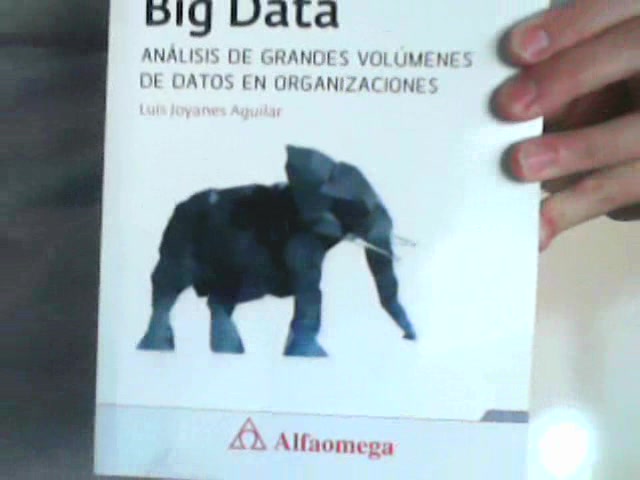 Big Data
ANÁLISIS DE GRANDES VOLÚMENES
DE DATOS EN ORGANIZACIONES
Luis Joyanes Aguilar
Alfaomega